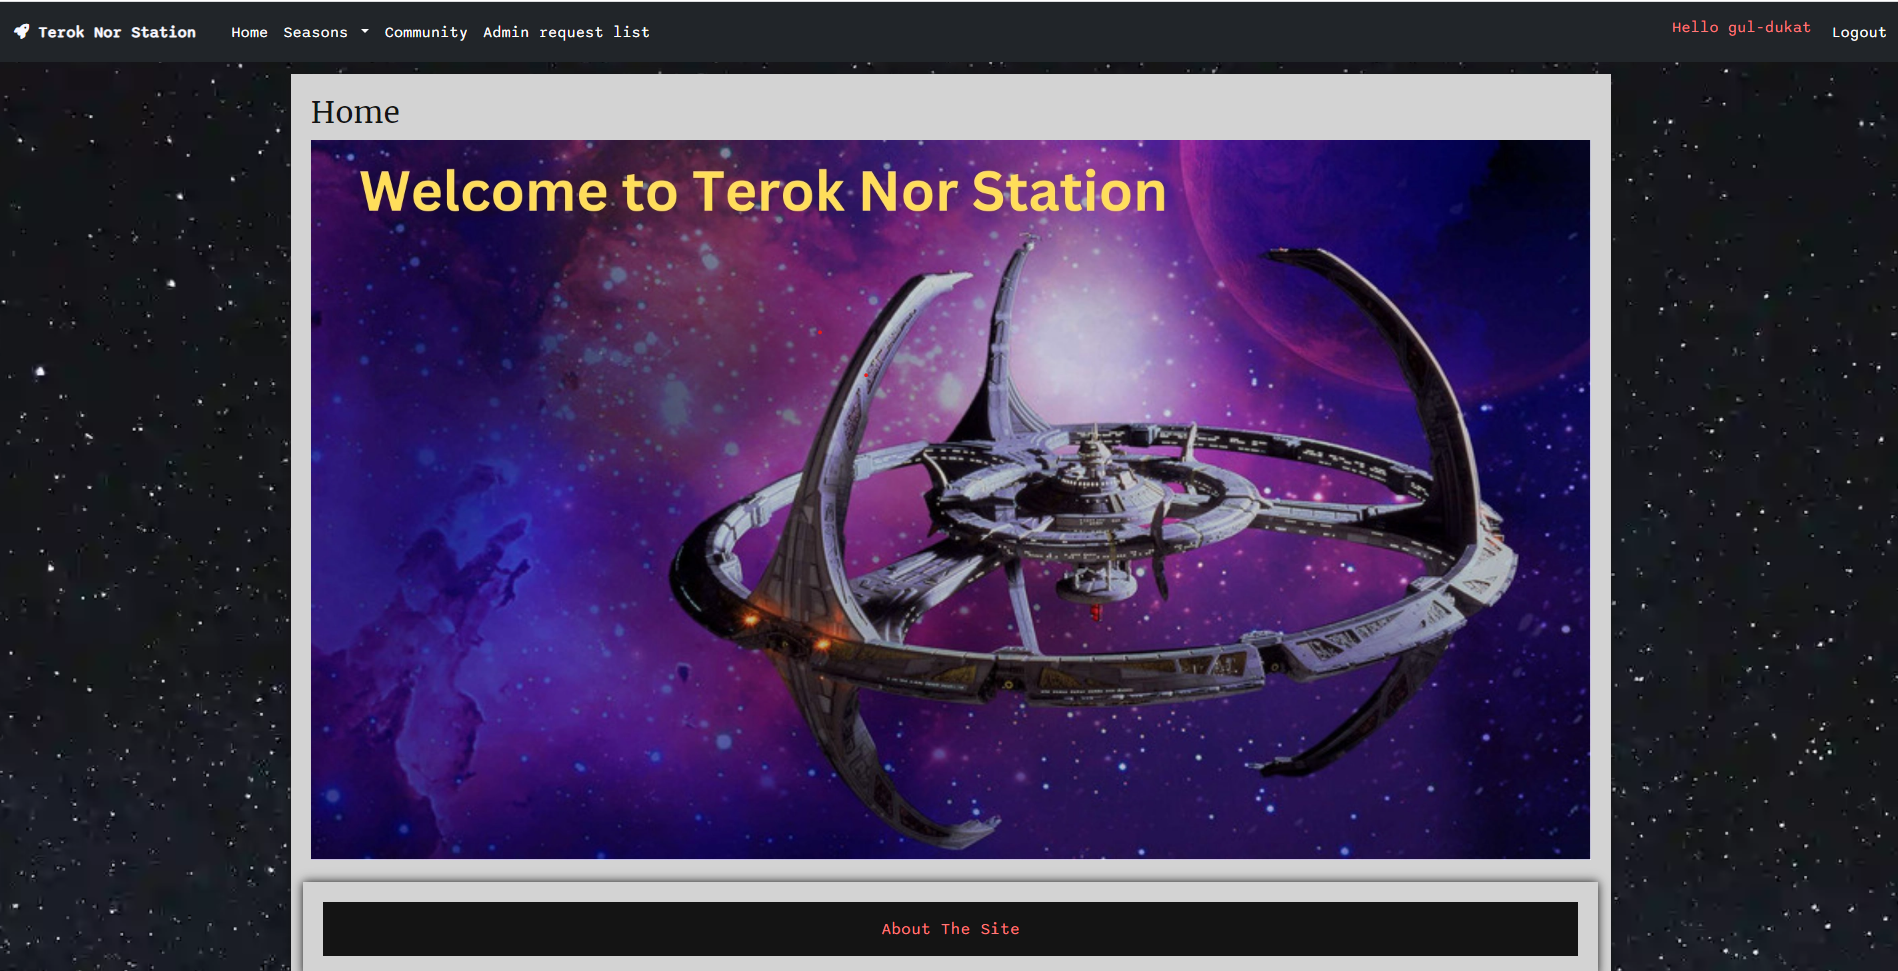 Terok Nor Station Home Seasons Community Admin request list Hello gul-dukat Logout
Home
Welcome to Terok Nor Station
About The Site